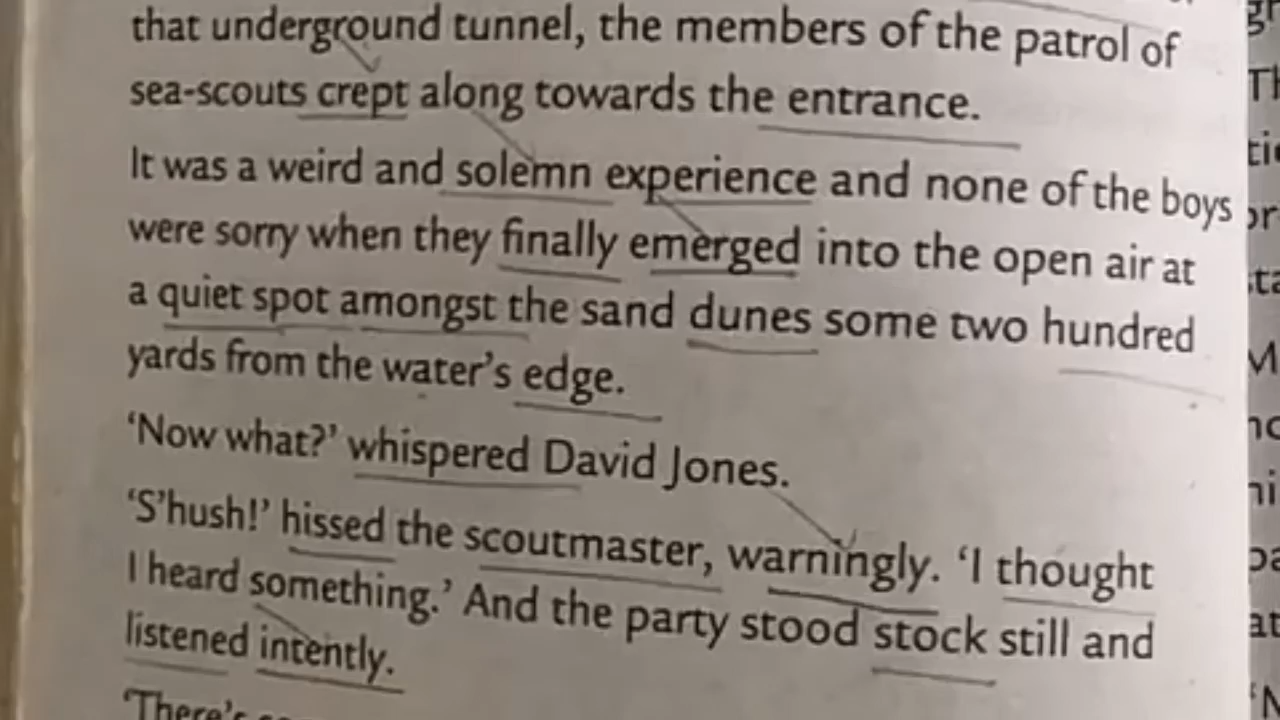 that underground tunnel, the members of the patrol of
sea-scouts crept along towards the entrance.
It was a weird and solemn experience and none of the boys
were sorry when they finally emerged into the open air at
a quiet spot amongst the sand dunes some two hundred
yards from the water's edge.
'Now what?' whispered David Jones.
'S'hush!' hissed the scoutmaster, warningly. 'I thought
I heard something.' And the party stood stock still and
listened intently.
'There's